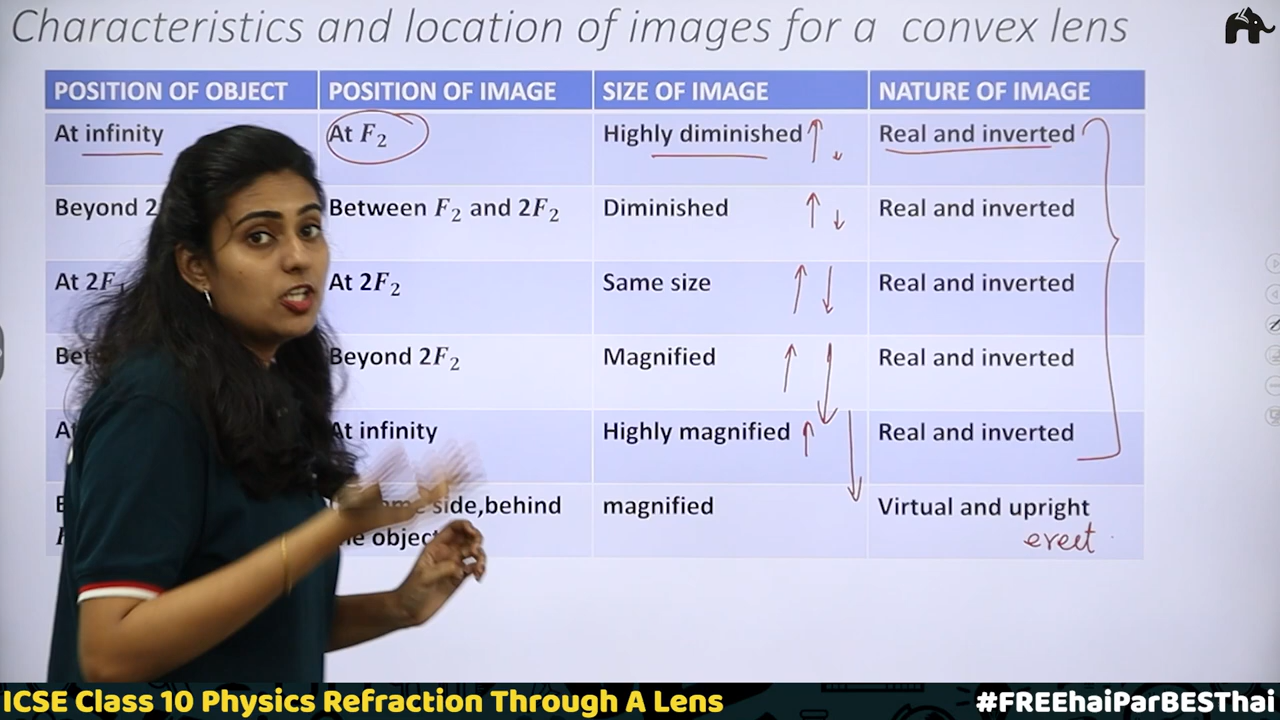 Characteristics and location of images for a convex lens
POSITION OF OBJECT POSITION OF IMAGE SIZE OF IMAGE NATURE OF IMAGE
At infinity At F₂ Highly diminished Real and inverted
Beyond 2 Between F₂ and 2F₂ Diminished Real and inverted
At 2F At 2F₂ Same size Real and inverted
Beyond 2F₂ Magnified Real and inverted
At infinity Highly magnified Real and inverted
side,behind magnified Virtual and upright
object erect
ICSE Class 10 Physics Refraction Through A Lens #FREEhaiParBESThai